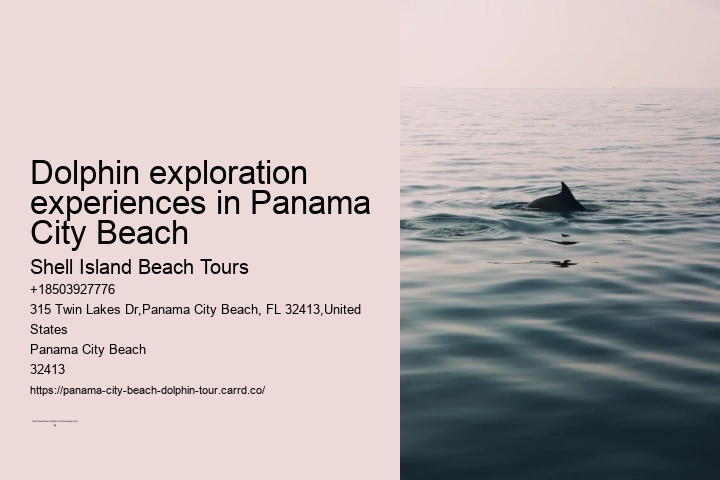 Dolphin exploration
experiences in Panama
City Beach
Shell Island Beach Tours
+18503927776
315 Twin Lakes Dr,Panama City Beach, FL 32413,United
States
Panama City Beach
32413
https://panama-city-beach-dolphin-tour.carrd.co/